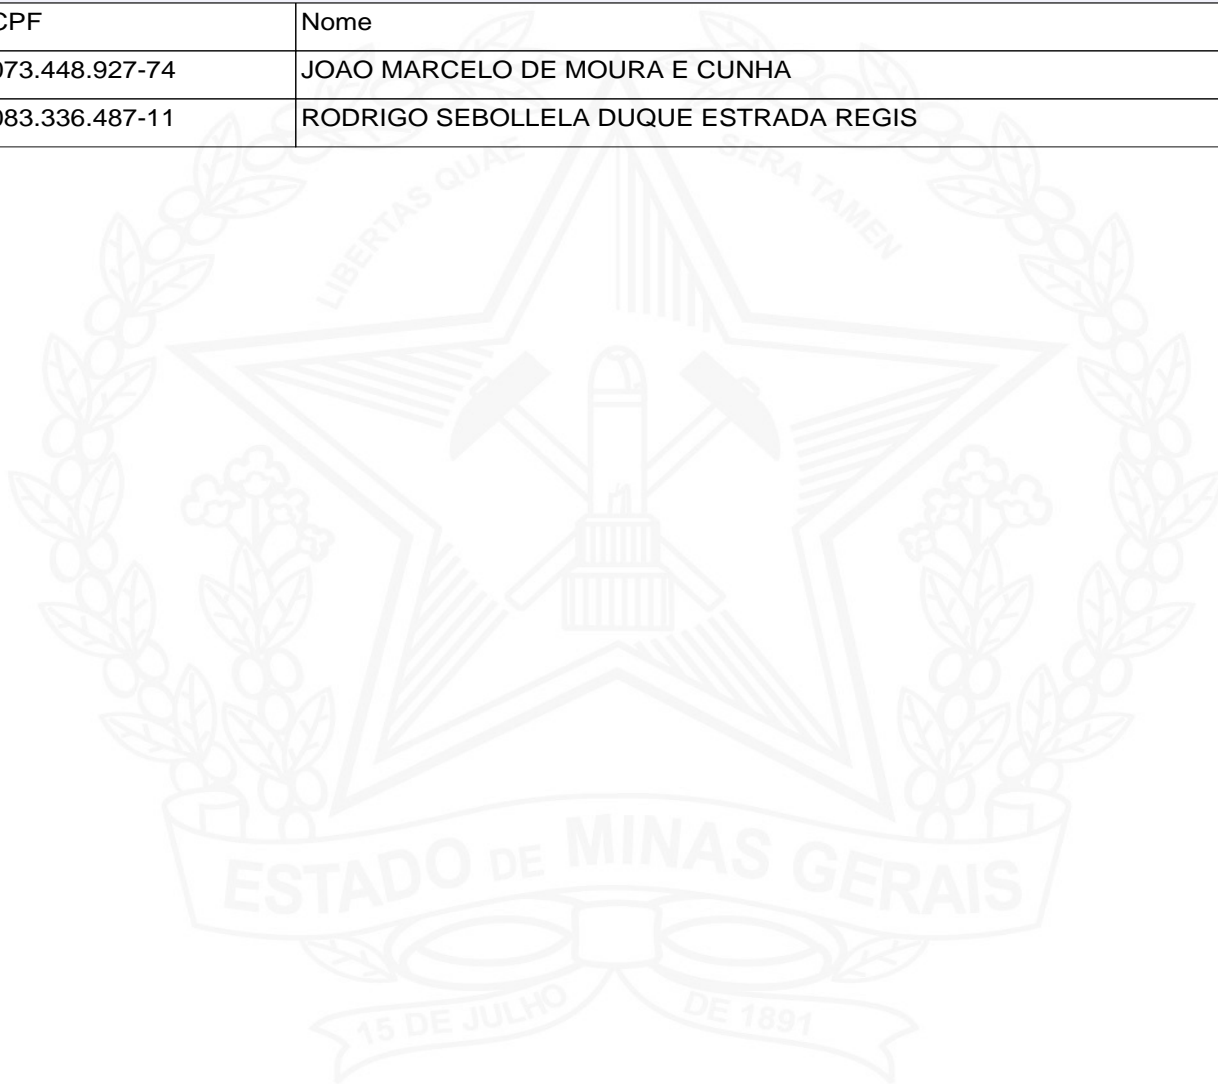 CPF Nome
073.448.927-74 JOAO MARCELO DE MOURA E CUNHA
083.336.487-11 RODRIGO SEBOLLELA DUQUE ESTRADA REGIS
LIBERTAS QUAE SERA TAMEN
ESTADO DE MINAS GERAIS
15 DE JULHO DE 1891